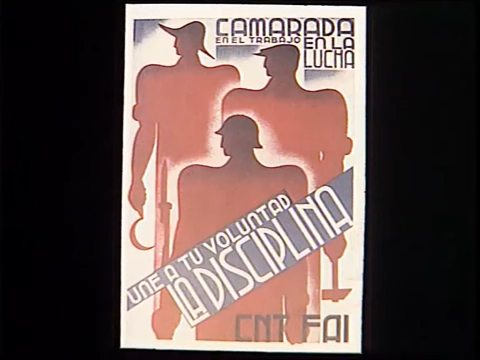 CAMARADA
EN EL TRABAJO EN LA
LUCHA
UNE A TU VOLUNTAD
LA DISCIPLINA
CNT FAI